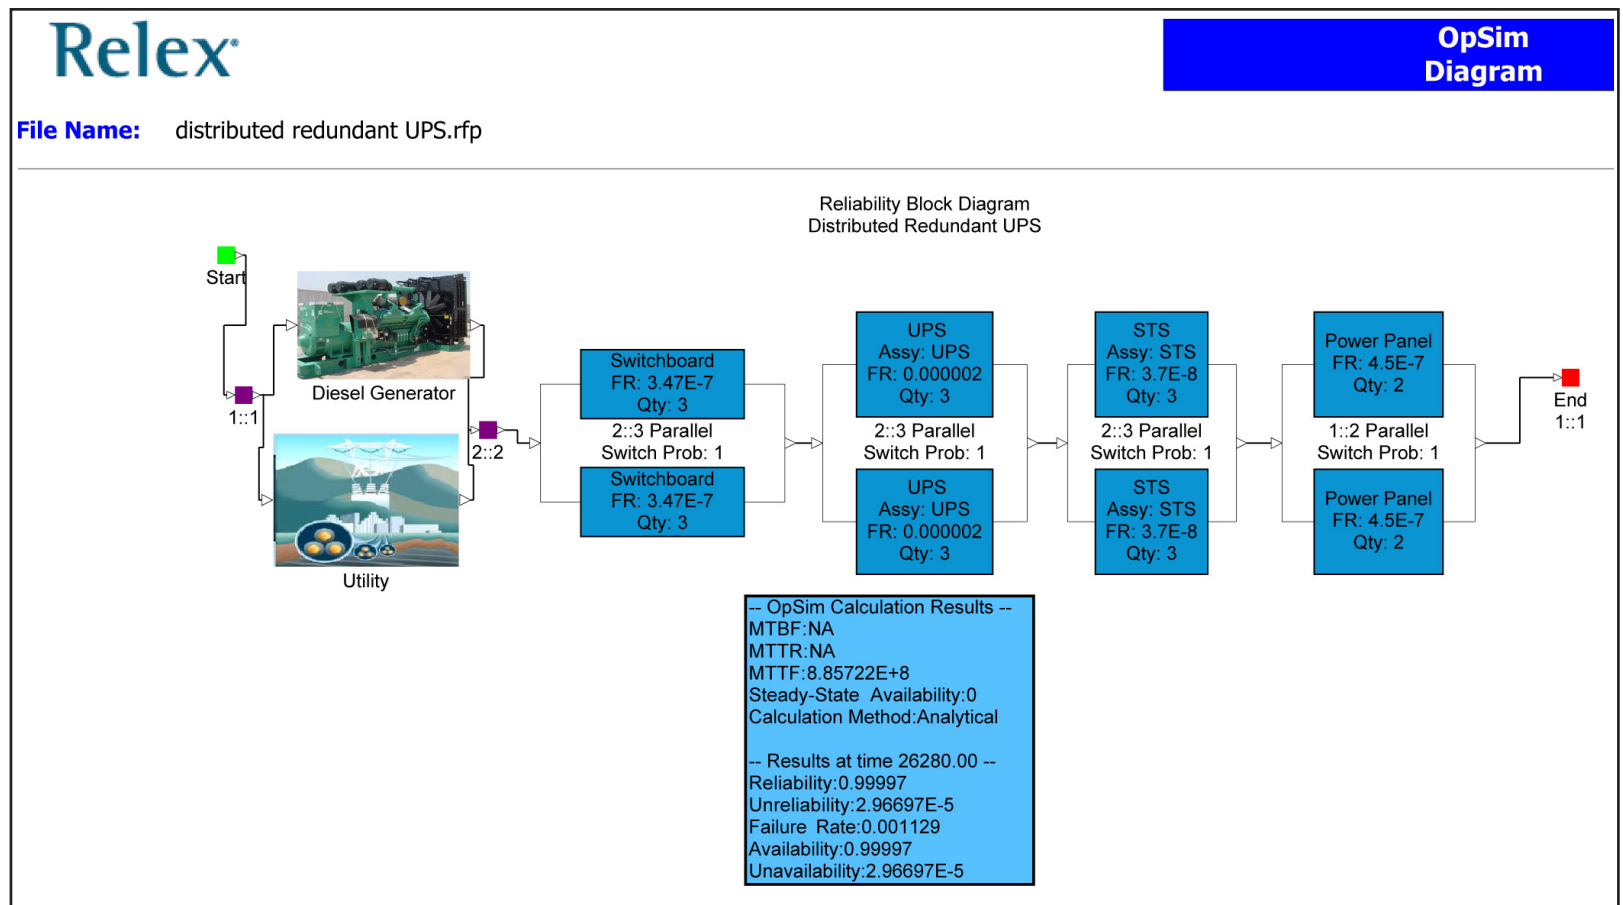 Relex®
OpSim
Diagram
File Name: distributed redundant UPS.rfp
Reliability Block Diagram
Distributed Redundant UPS
Start
1::1
Diesel Generator
Utility
2::2
Switchboard
FR: 3.47E-7
Qty: 3
2::3 Parallel
Switch Prob: 1
Switchboard
FR: 3.47E-7
Qty: 3
UPS
Assy: UPS
FR: 0.000002
Qty: 3
2::3 Parallel
Switch Prob: 1
UPS
Assy: UPS
FR: 0.000002
Qty: 3
STS
Assy: STS
FR: 3.7E-8
Qty: 3
2::3 Parallel
Switch Prob: 1
STS
Assy: STS
FR: 3.7E-8
Qty: 3
Power Panel
FR: 4.5E-7
Qty: 2
1::2 Parallel
Switch Prob: 1
Power Panel
FR: 4.5E-7
Qty: 2
End
1::1
-- OpSim Calculation Results --
MTBF:NA
MTTR:NA
MTTF:8.85722E+8
Steady-State Availability:0
Calculation Method:Analytical
-- Results at time 26280.00 --
Reliability:0.99997
Unreliability:2.96697E-5
Failure Rate:0.001129
Availability:0.99997
Unavailability:2.96697E-5